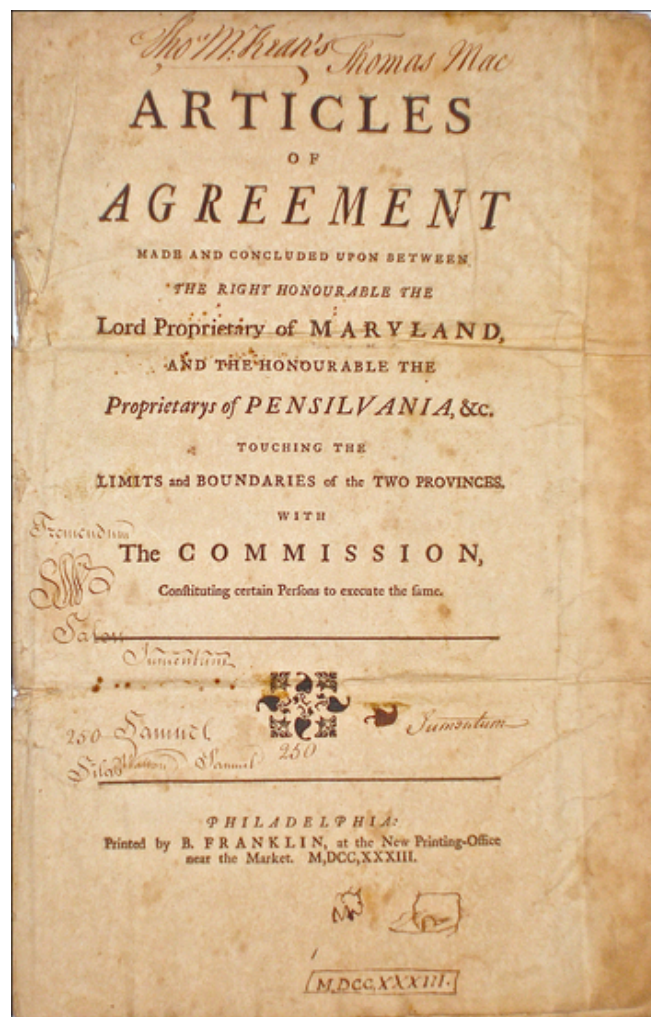 Tho.s M.cKean's Thomas Mac
ARTICLES
OF
AGREEMENT
MADE AND CONCLUDED UPON BETWEEN
THE RIGHT HONOURABLE THE
Lord Proprietary of MARYLAND,
AND THE HONOURABLE THE
Proprietarys of PENSILVANIA, &c.
TOUCHING THE
LIMITS and BOUNDARIES of the TWO PROVINCES.
WITH
Tremendum
The COMMISSION,
Conſtituting certain Perſons to execute the ſame.
Jumentum
250 Samuel
Jumentum
Samuel 250
PHILADELPHIA:
Printed by B. FRANKLIN, at the New Printing-Office
near the Market. M,DCC,XXXIII.
M,DCC,XXXIII.